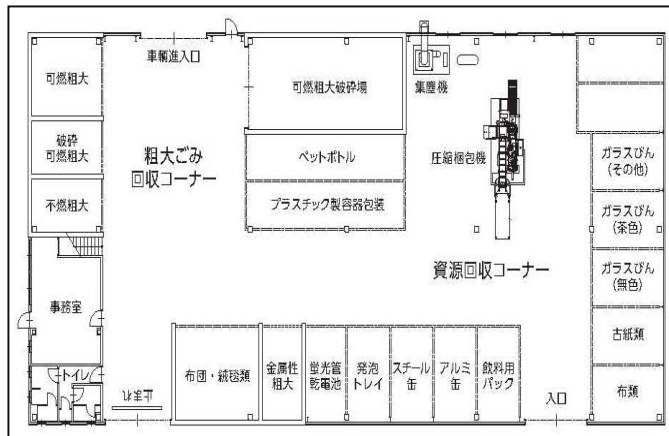 車輌進入口
可燃粗大
破砕
可燃粗大
不燃粗大
事務室
トイレ
粗大ごみ
回収コーナー
可燃粗大破砕場
ペットボトル
プラスチック製容器包装
集塵機
圧縮梱包機
資源回収コーナー
ガラスびん
(その他)
ガラスびん
(茶色)
ガラスびん
(無色)
古紙類
布類
止まれ
布団・絨毯類
金属性
粗大
蛍光管
乾電池
発泡
トレイ
スチール
缶
アルミ
缶
飲料用
パック
入口